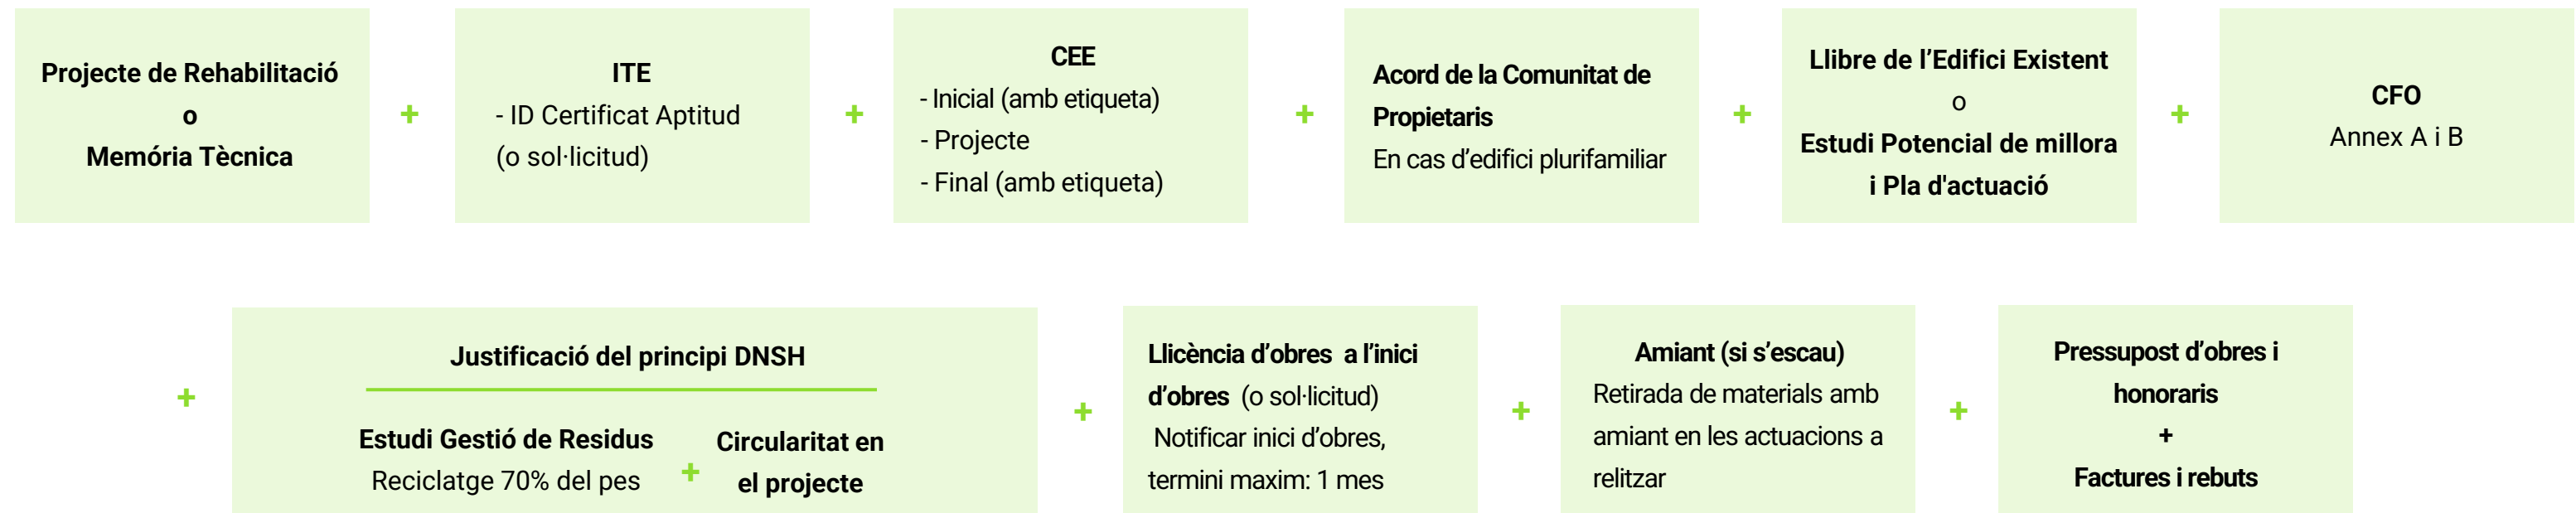 Projecte de Rehabilitació
o
Memória Tècnica
+
ITE
- ID Certificat Aptitud
(o sol·licitud)
+
CEE
- Inicial (amb etiqueta)
- Projecte
- Final (amb etiqueta)
+
Acord de la Comunitat de
Propietaris
En cas d’edifici plurifamiliar
+
Llibre de l’Edifici Existent
o
Estudi Potencial de millora
i Pla d'actuació
+
CFO
Annex A i B
+
Justificació del principi DNSH
Estudi Gestió de Residus
Reciclatge 70% del pes
+
Circularitat en
el projecte
+
Llicència d’obres a l’inici
d’obres (o sol·licitud)
Notificar inici d’obres,
termini maxim: 1 mes
+
Amiant (si s’escau)
Retirada de materials amb
amiant en les actuacions a
relitzar
+
Pressupost d’obres i
honoraris
+
Factures i rebuts